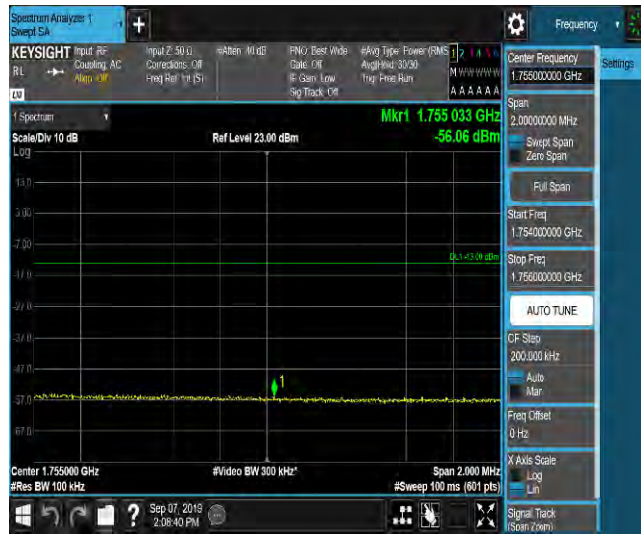 Spectrum Analyzer 1
Swept SA
+
Frequency
KEYSIGHT
Input: RF
Coupling: AC
Align: Off
Input Z: 50 Ω
Corrections: Off
Freq Ref: Int (S)
#Atten: 40 dB
PNO: Best Wide
Gate: Off
IF Gain: Low
Sig Track: Off
#Avg Type: Power (RMS
Avg|Hold: 30/30
Trig: Free Run
1 2 3 4 5 6
M W W W W W
A A A A A A
RL
LXI
1 Spectrum
Scale/Div 10 dB
Log
Ref Level 23.00 dBm
Mkr1 1.755 033 GHz
-56.06 dBm
13.0
3.00
-7.00
DL1 -13.00 dBm
-17.0
-27.0
-37.0
-47.0
1
-57.0
-67.0
Center 1.755000 GHz
#Video BW 300 kHz*
Span 2.000 MHz
#Res BW 100 kHz
#Sweep 100 ms (601 pts)
?
Sep 07, 2019
2:08:40 PM
Center Frequency
1.755000000 GHz
Settings
Span
2.00000000 MHz
Swept Span
Zero Span
Full Span
Start Freq
1.754000000 GHz
Stop Freq
1.756000000 GHz
AUTO TUNE
CF Step
200.000 kHz
Auto
Man
Freq Offset
0 Hz
X Axis Scale
Log
Lin
Signal Track
(Span Zoom)